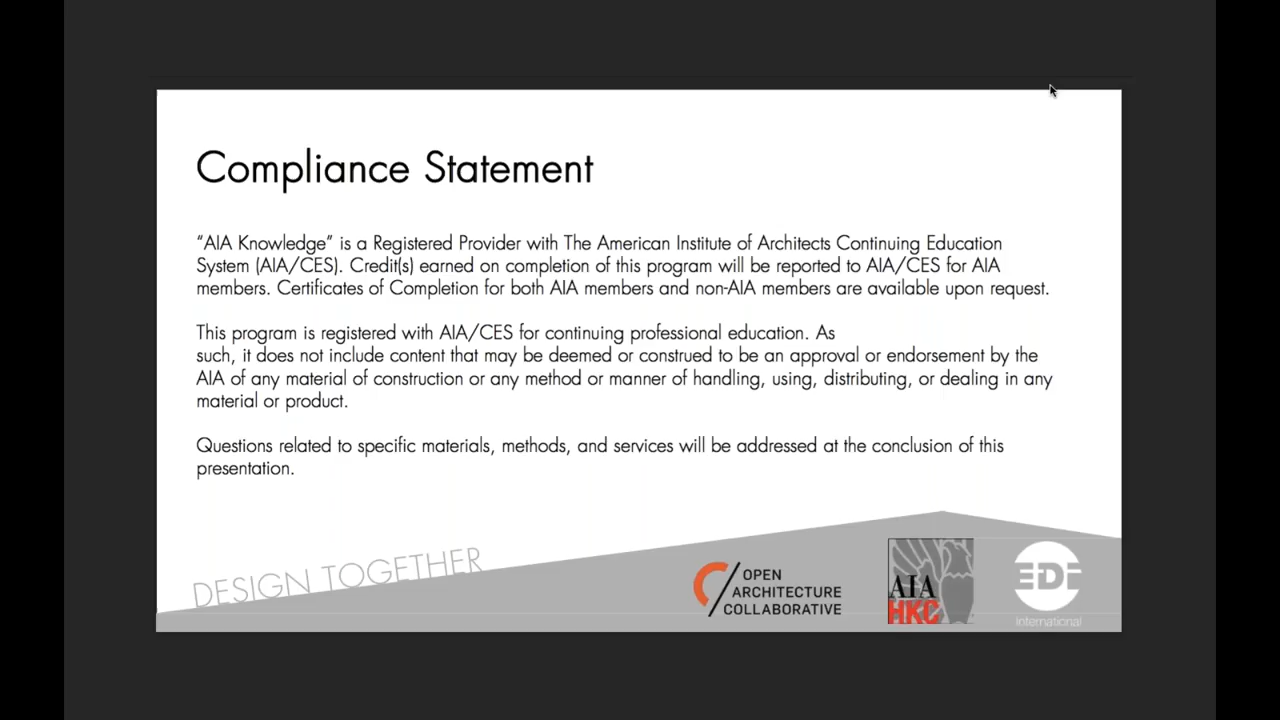 Compliance Statement
“AIA Knowledge” is a Registered Provider with The American Institute of Architects Continuing Education
System (AIA/CES). Credit(s) earned on completion of this program will be reported to AIA/CES for AIA
members. Certificates of Completion for both AIA members and non-AIA members are available upon request.
This program is registered with AIA/CES for continuing professional education. As
such, it does not include content that may be deemed or construed to be an approval or endorsement by the
AIA of any material of construction or any method or manner of handling, using, distributing, or dealing in any
material or product.
Questions related to specific materials, methods, and services will be addressed at the conclusion of this
presentation.
DESIGN TOGETHER
OPEN
ARCHITECTURE
COLLABORATIVE
AIA
HKC
EDI
international